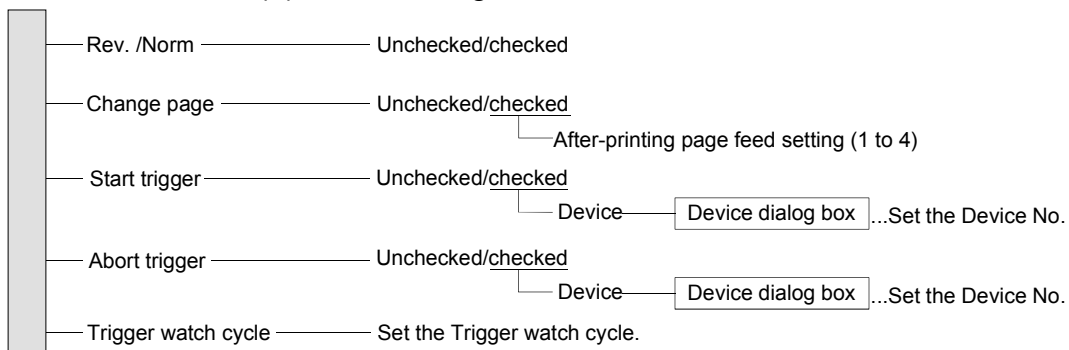 Rev. /Norm Unchecked/checked
Change page Unchecked/checked
After-printing page feed setting (1 to 4)
Start trigger Unchecked/checked
Device Device dialog box ...Set the Device No.
Abort trigger Unchecked/checked
Device Device dialog box ...Set the Device No.
Trigger watch cycle Set the Trigger watch cycle.